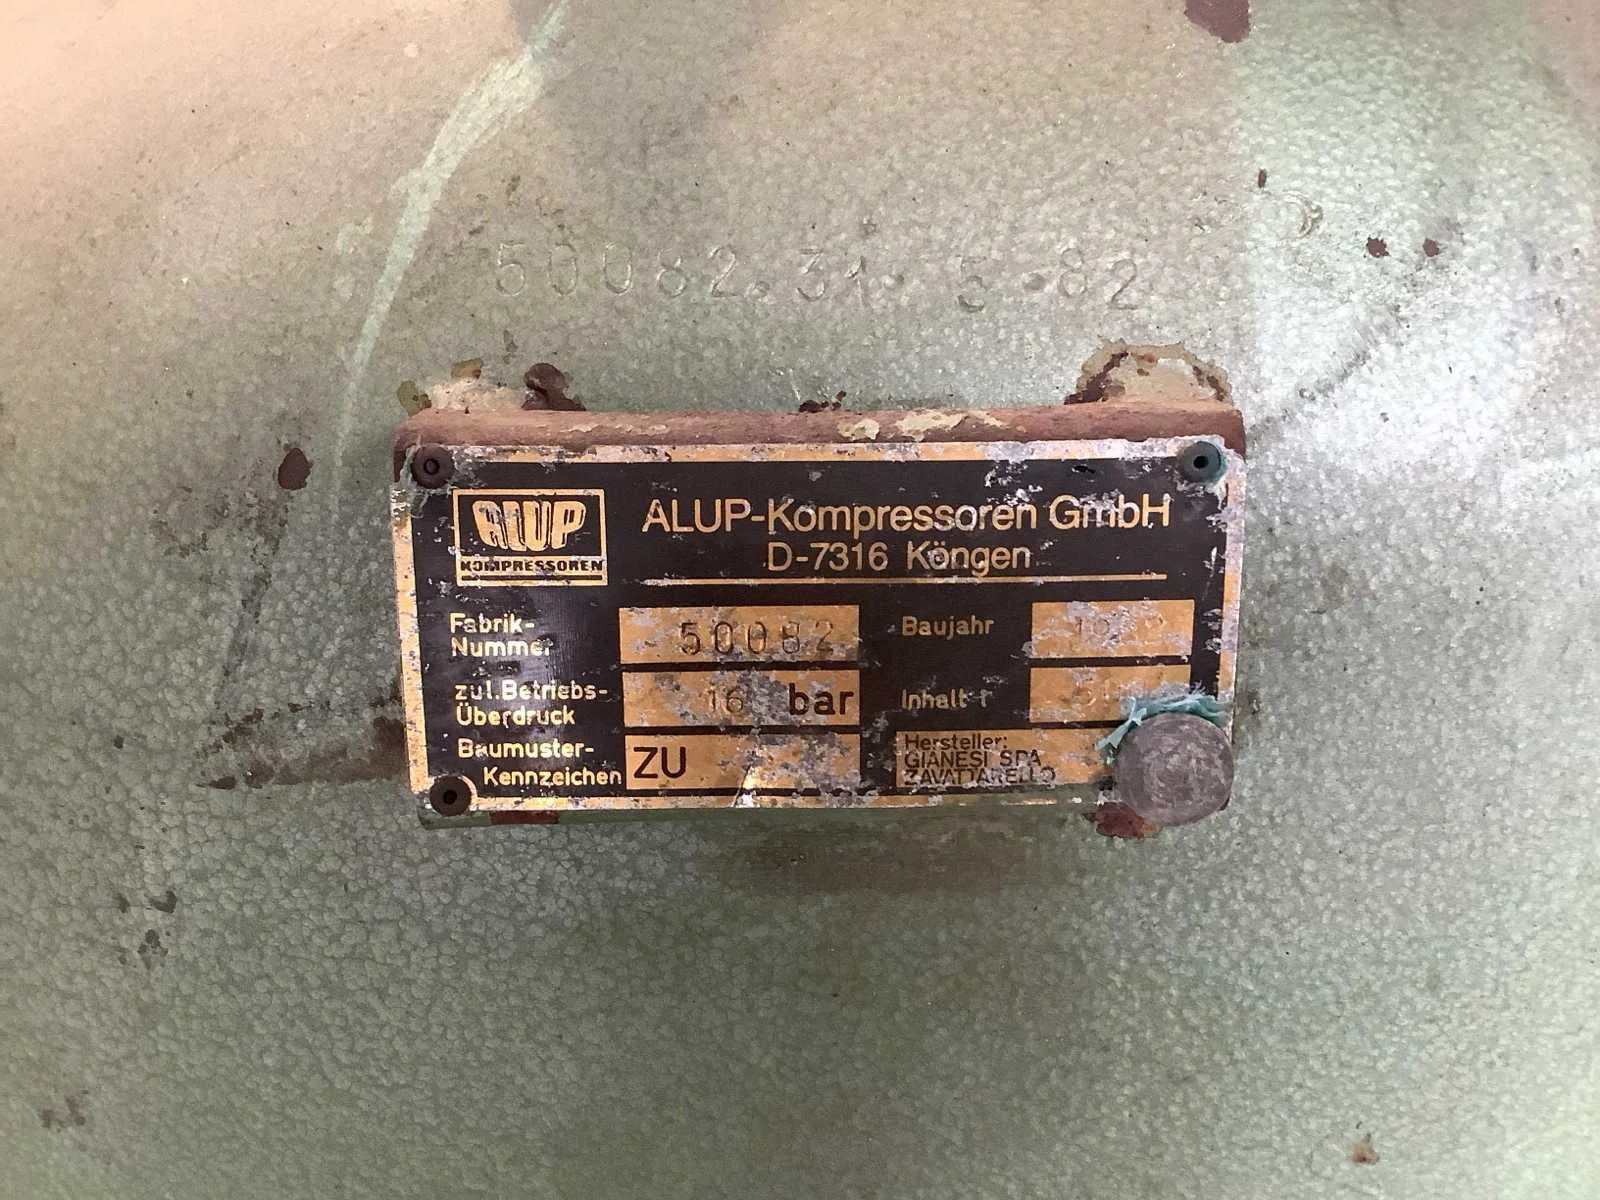 50082.31.5.82
ALUP
KOMPRESSOREN
ALUP-Kompressoren GmbH
D-7316 Köngen
Fabrik-
Nummer
50082
Baujahr
zul.Betriebs-
Überdruck
16 bar
Inhalt l
Baumuster-
Kennzeichen
ZU
Hersteller:
GIANESI SPA
ZAVATTARELLO